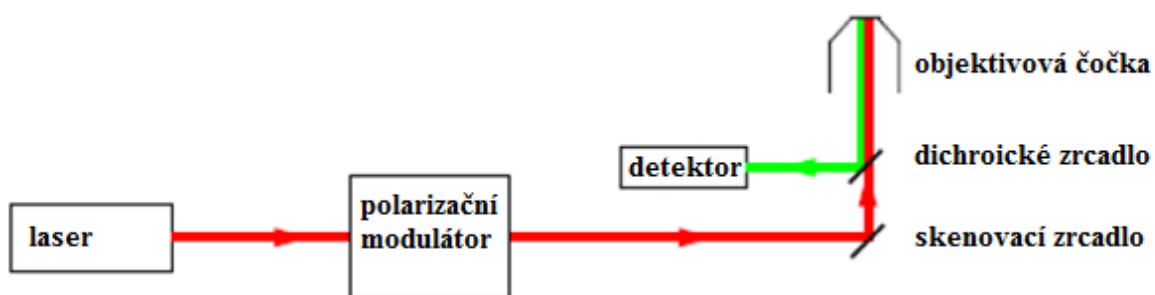 objektivová čočka
detektor
dichroické zrcadlo
polarizační
modulátor
laser
skenovací zrcadlo